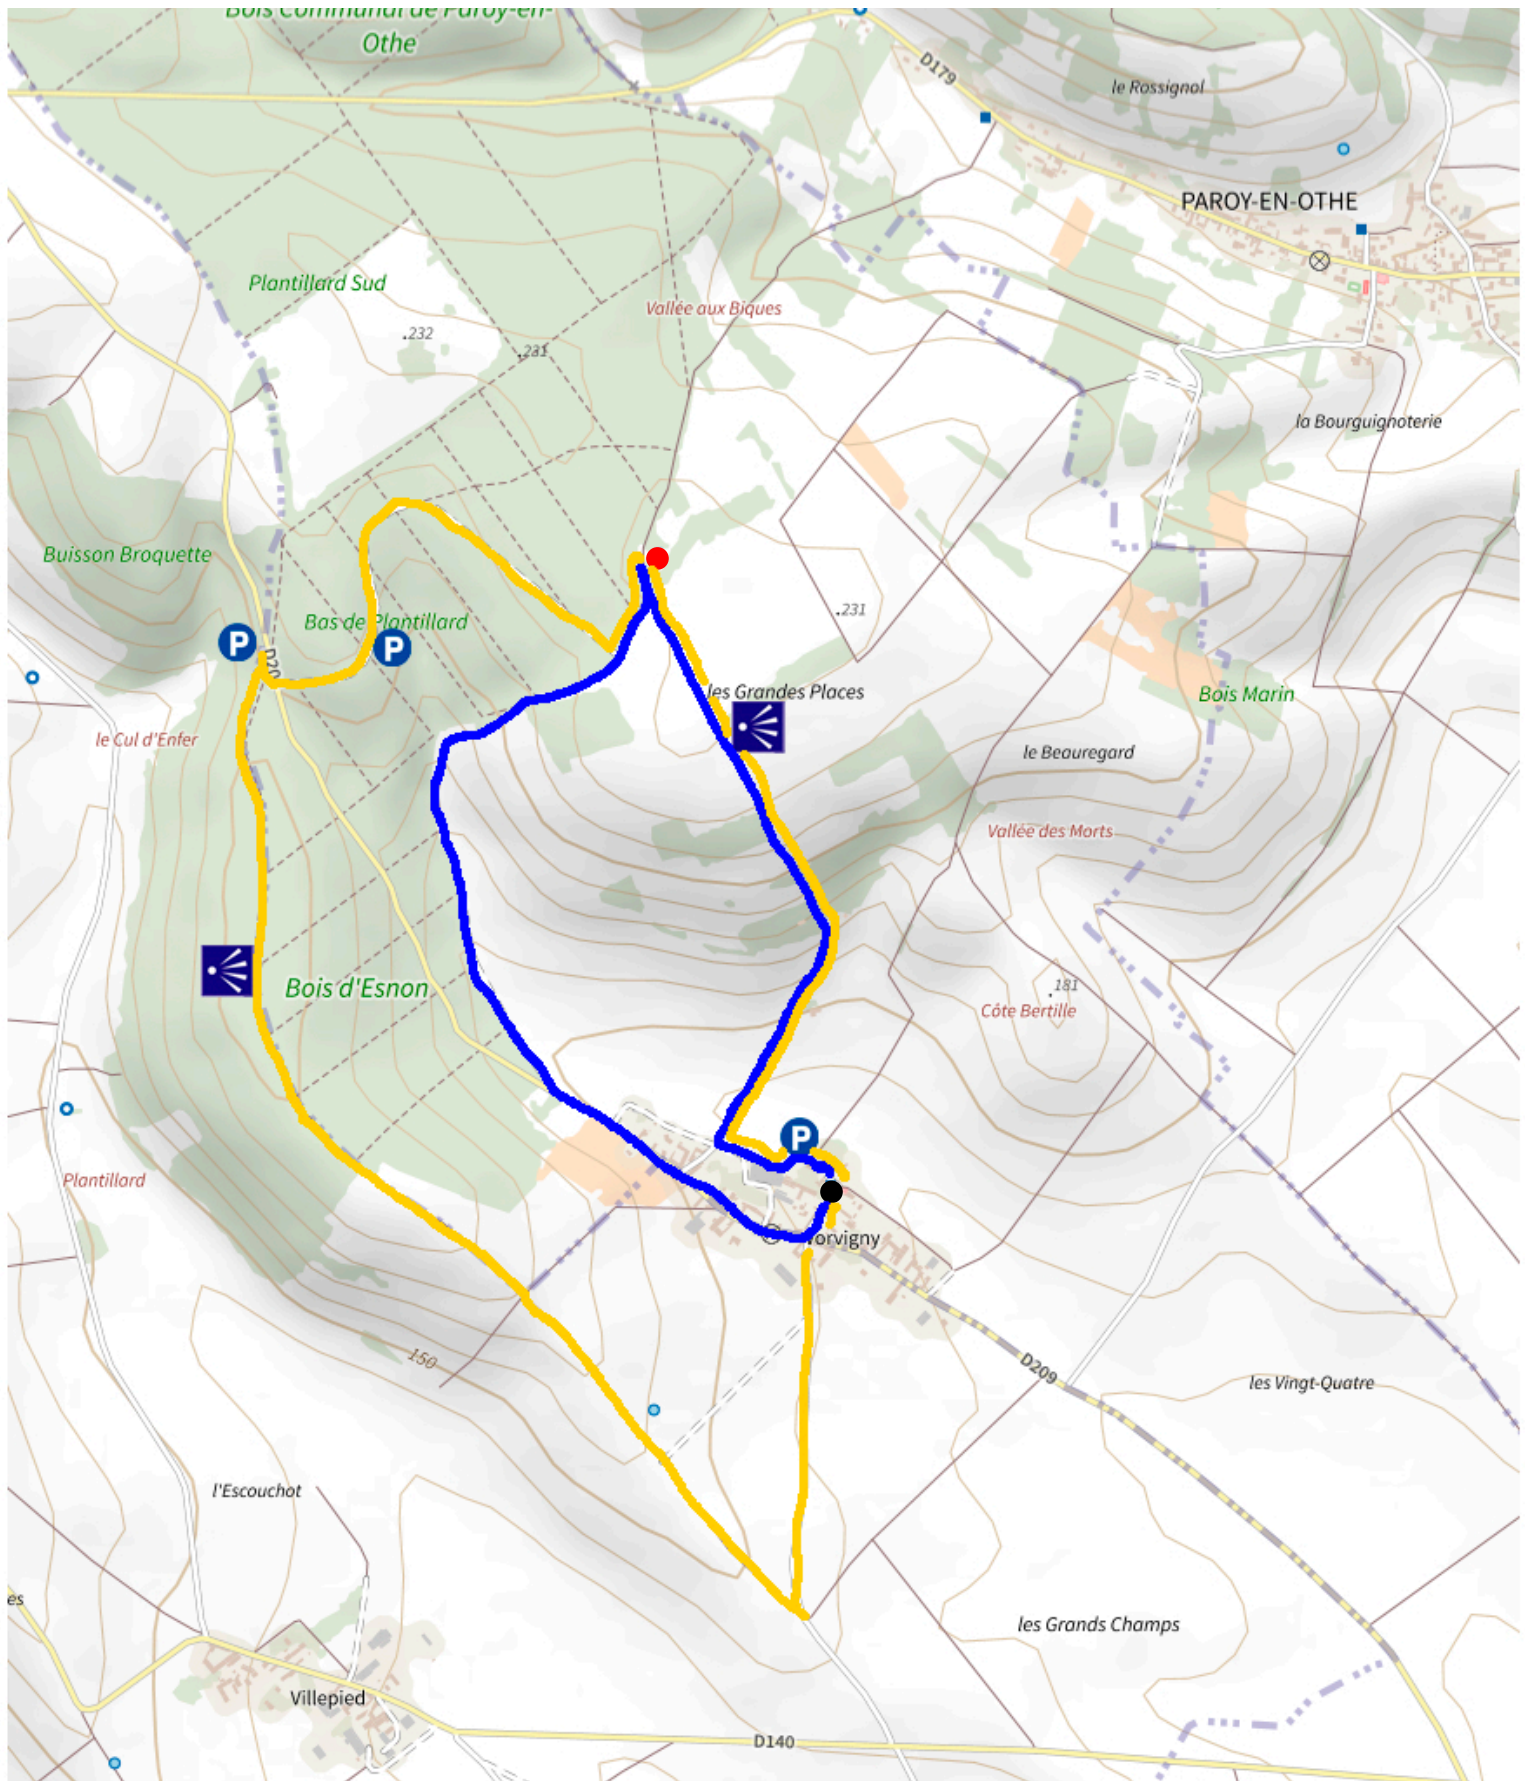 Bois Communal de Paroy-en-
Othe
D179
le Rossignol
PAROY-EN-OTHE
Plantillard Sud
Vallée aux Biques
.232
.231
la Bourguignoterie
Buisson Broquette
.231
Bas de Plantillard
P
P
D20
les Grandes Places
Bois Marin
le Cul d'Enfer
le Beauregard
Vallée des Morts
Bois d'Esnon
.181
Côte Bertille
P
Plantillard
orvigny
150
D209
les Vingt-Quatre
l'Escouchot
es
les Grands Champs
Villepied
D140